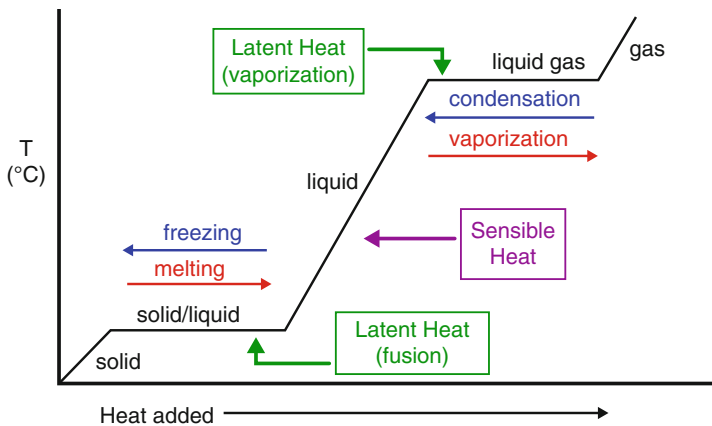 Latent Heat
(vaporization)
liquid gas
gas
condensation
vaporization
T
(°C)
liquid
freezing
melting
Sensible
Heat
solid/liquid
Latent Heat
(fusion)
solid
Heat added